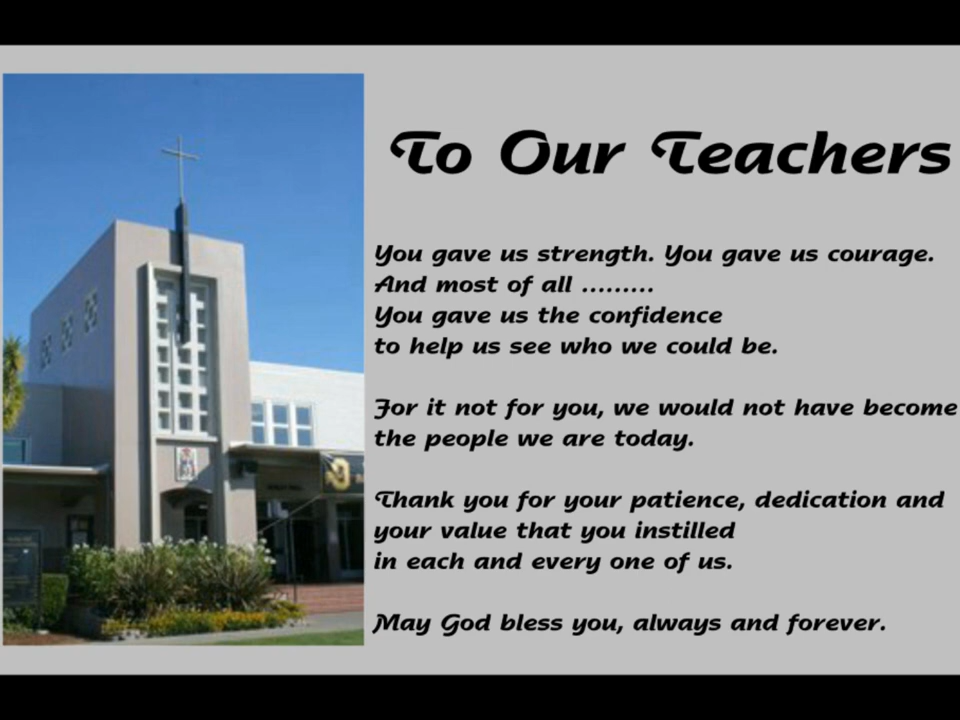 To Our Teachers
You gave us strength. You gave us courage.
And most of all .........
You gave us the confidence
to help us see who we could be.
For it not for you, we would not have become
the people we are today.
Thank you for your patience, dedication and
your value that you instilled
in each and every one of us.
May God bless you, always and forever.